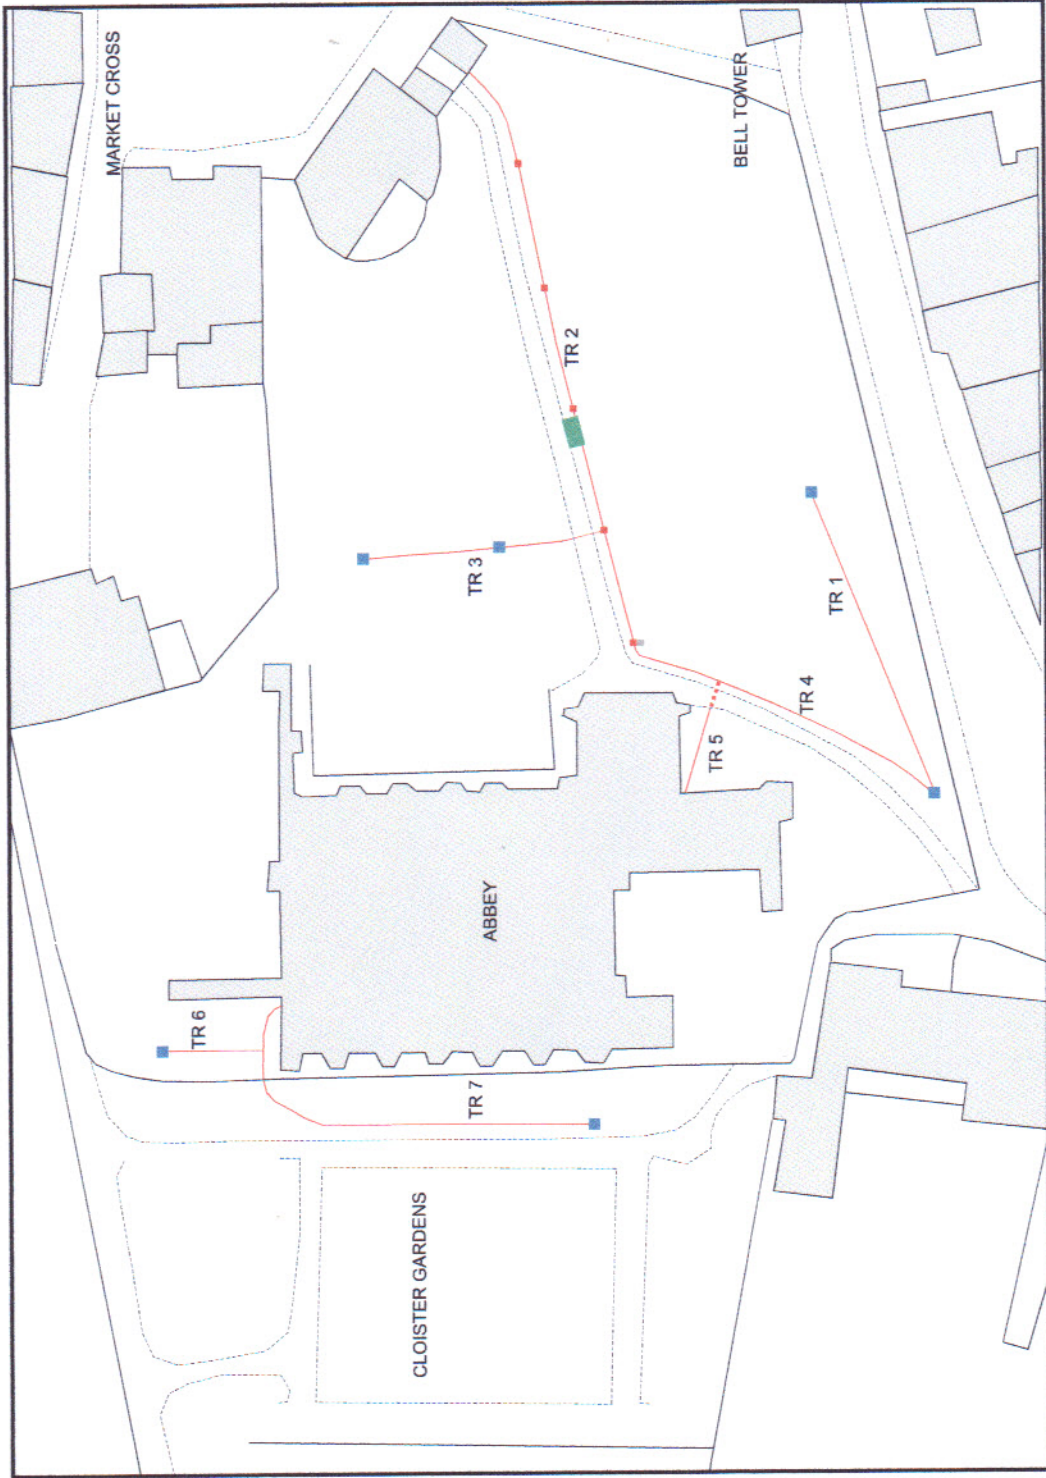 MARKET CROSS
BELL TOWER
TR 2
TR 3
TR 1
TR 4
TR 5
ABBEY
TR 6
TR 7
CLOISTER GARDENS